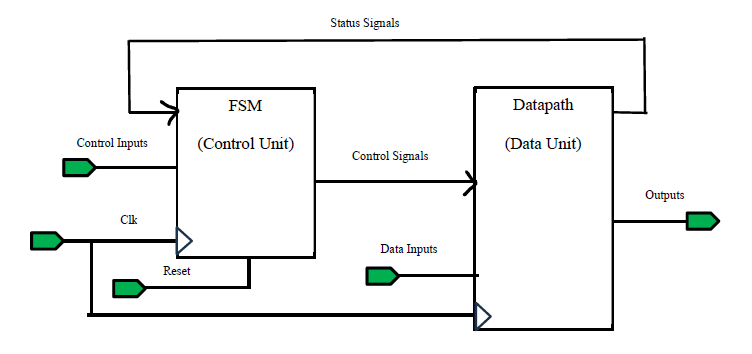 Status Signals
FSM
(Control Unit)
Datapath
(Data Unit)
Control Inputs
Control Signals
Outputs
Clk
Data Inputs
Reset